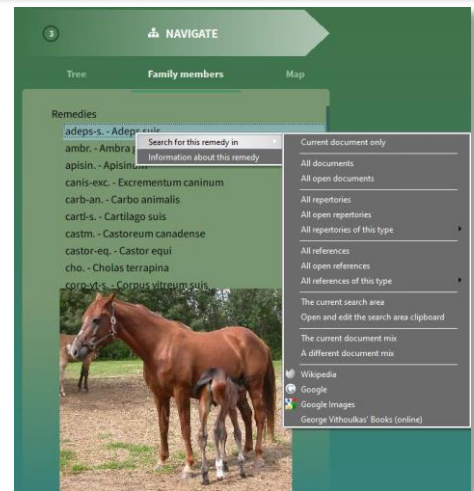 3
NAVIGATE
Tree Family members Map
Remedies
adeps-s. - Adeps suis
ambr. - Ambra
apisin. - Apisinum
canis-exc. - Excrementum caninum
carb-an. - Carbo animalis
cartl-s. - Cartilago suis
castm. - Castoreum canadense
castor-eq. - Castor equi
cho. - Cholas terrapina
corp-vt-s. - Corpus vitreum suis
Search for this remedy in
Information about this remedy
Current document only
All documents
All open documents
All repertories
All open repertories
All repertories of this type
All references
All open references
All references of this type
The current search area
Open and edit the search area clipboard
The current document mix
A different document mix
Wikipedia
Google
Google Images
George Vithoulkas' Books (online)